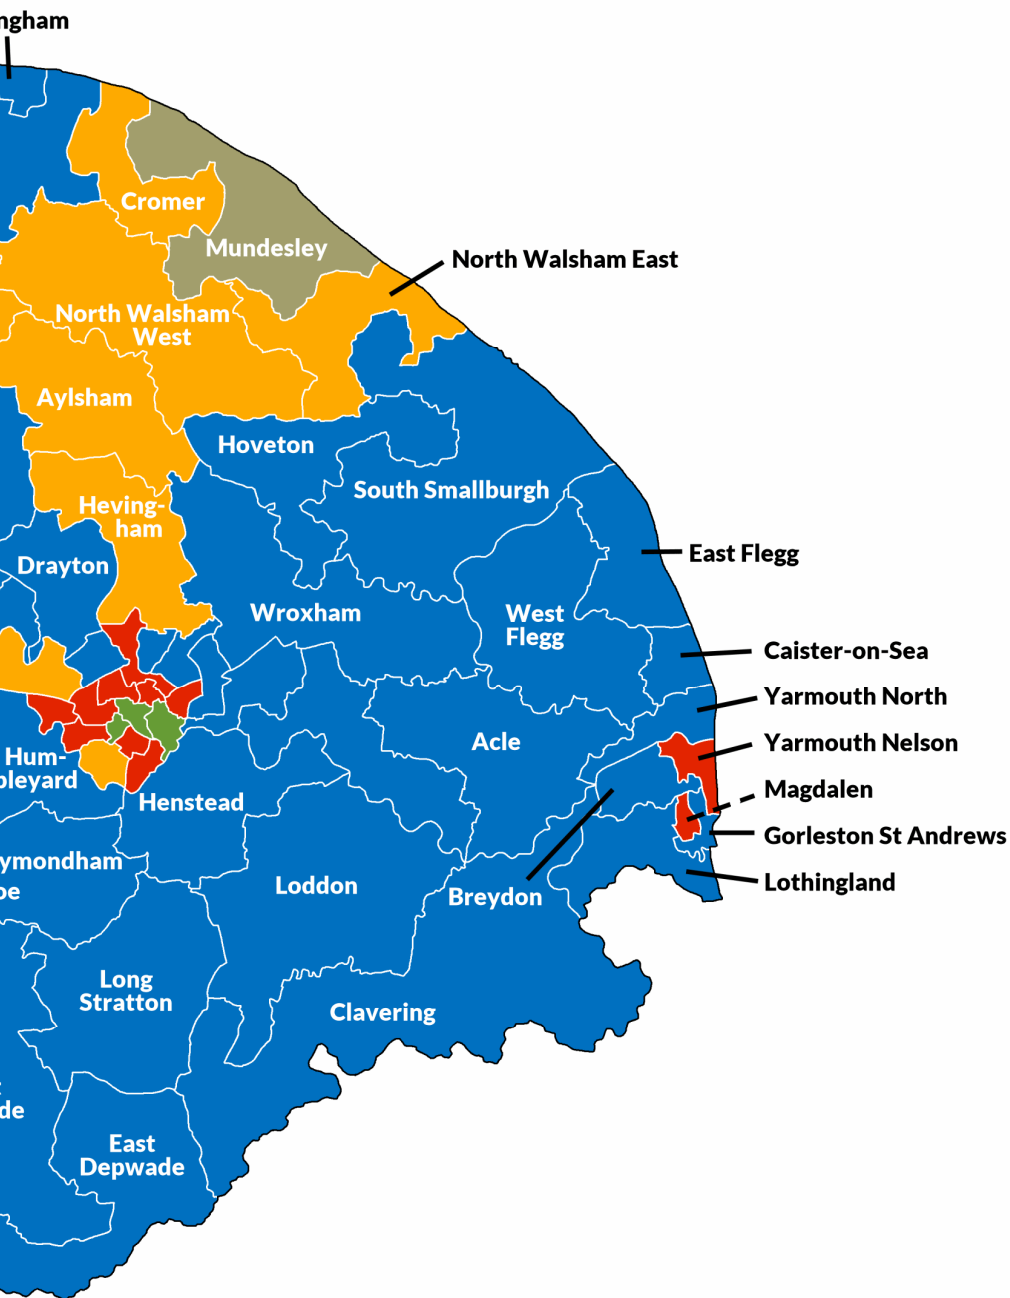 ngham
Cromer
Mundesley
North Walsham East
North Walsham
West
Aylsham
Hoveton
South Smallburgh
Heving-
ham
East Flegg
Drayton
Wroxham
West
Flegg
Caister-on-Sea
Yarmouth North
Acle
Yarmouth Nelson
Hum-
bleyard
Magdalen
Henstead
Gorleston St Andrews
ymondham
Loddon
Lothingland
oe
Breydon
Long
Stratton
Clavering
de
East
Depwade